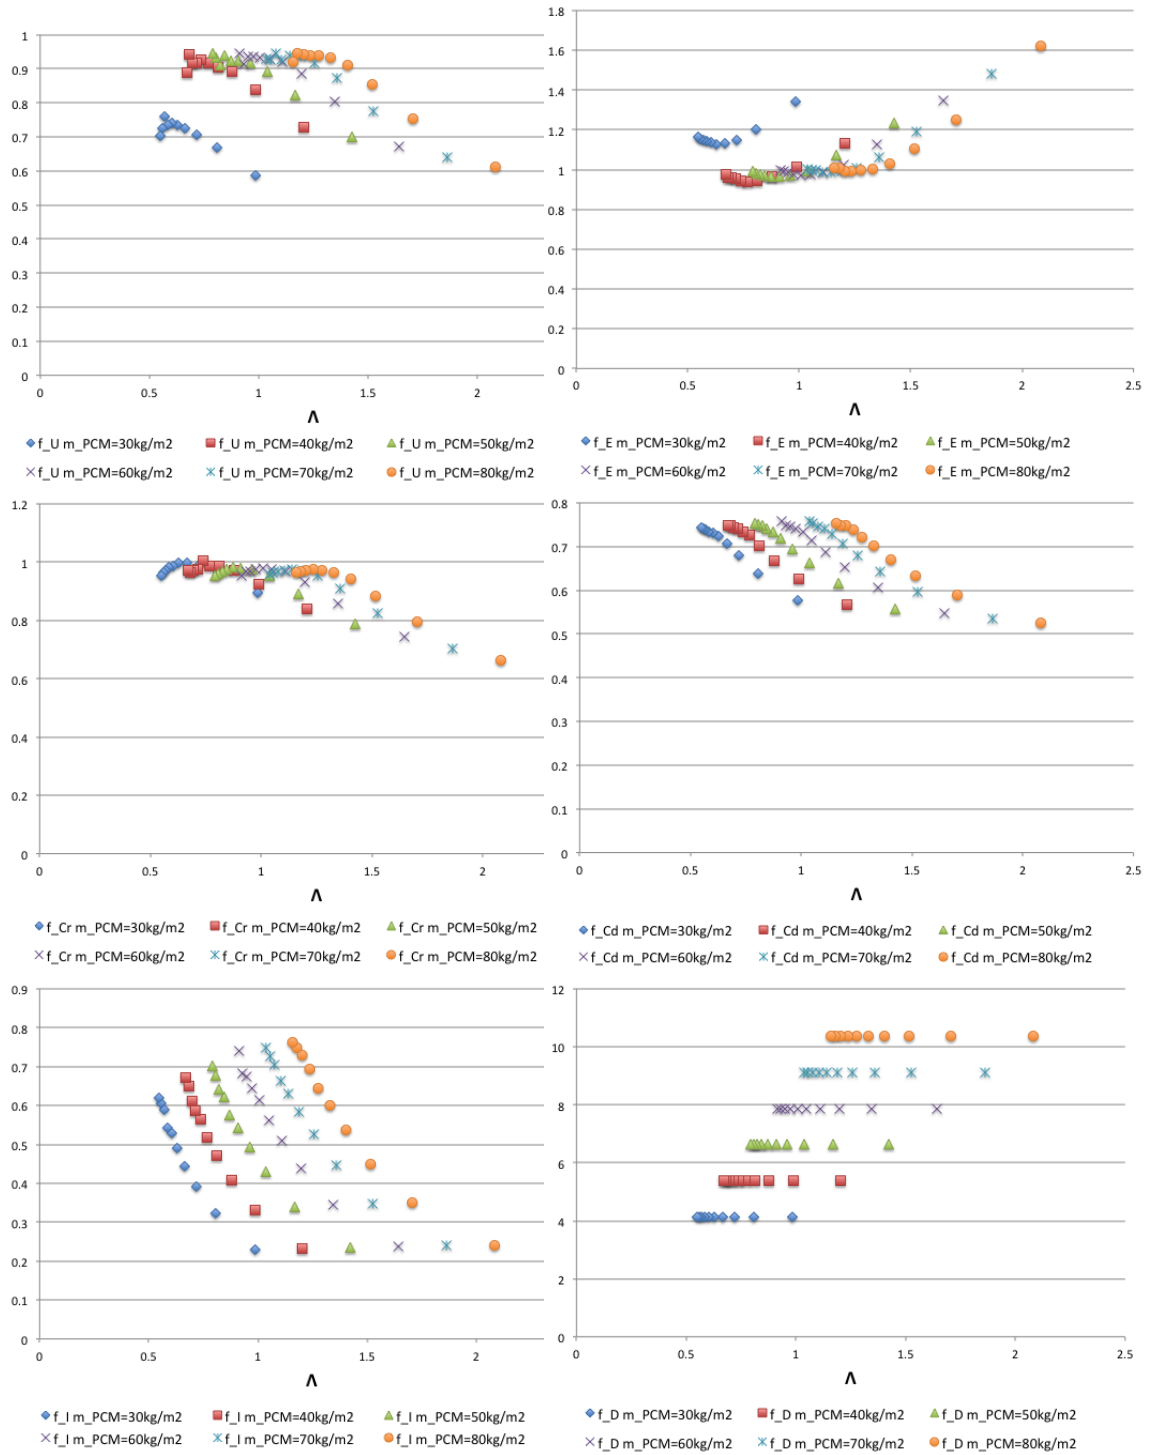 1
0.9
0.8
0.7
0.6
0.5
0.4
0.3
0.2
0.1
0
0 0.5 1 1.5 2
Λ
f_U m_PCM=30kg/m2 f_U m_PCM=40kg/m2 f_U m_PCM=50kg/m2
f_U m_PCM=60kg/m2 f_U m_PCM=70kg/m2 f_U m_PCM=80kg/m2
1.8
1.6
1.4
1.2
1
0.8
0.6
0.4
0.2
0
0 0.5 1 1.5 2 2.5
Λ
f_E m_PCM=30kg/m2 f_E m_PCM=40kg/m2 f_E m_PCM=50kg/m2
f_E m_PCM=60kg/m2 f_E m_PCM=70kg/m2 f_E m_PCM=80kg/m2
1.2
1
0.8
0.6
0.4
0.2
0
0 0.5 1 1.5 2
Λ
f_Cr m_PCM=30kg/m2 f_Cr m_PCM=40kg/m2 f_Cr m_PCM=50kg/m2
f_Cr m_PCM=60kg/m2 f_Cr m_PCM=70kg/m2 f_Cr m_PCM=80kg/m2
0.8
0.7
0.6
0.5
0.4
0.3
0.2
0.1
0
0 0.5 1 1.5 2 2.5
Λ
f_Cd m_PCM=30kg/m2 f_Cd m_PCM=40kg/m2 f_Cd m_PCM=50kg/m2
f_Cd m_PCM=60kg/m2 f_Cd m_PCM=70kg/m2 f_Cd m_PCM=80kg/m2
0.9
0.8
0.7
0.6
0.5
0.4
0.3
0.2
0.1
0
0 0.5 1 1.5 2
Λ
f_I m_PCM=30kg/m2 f_I m_PCM=40kg/m2 f_I m_PCM=50kg/m2
f_I m_PCM=60kg/m2 f_I m_PCM=70kg/m2 f_I m_PCM=80kg/m2
12
10
8
6
4
2
0
0 0.5 1 1.5 2 2.5
Λ
f_D m_PCM=30kg/m2 f_D m_PCM=40kg/m2 f_D m_PCM=50kg/m2
f_D m_PCM=60kg/m2 f_D m_PCM=70kg/m2 f_D m_PCM=80kg/m2